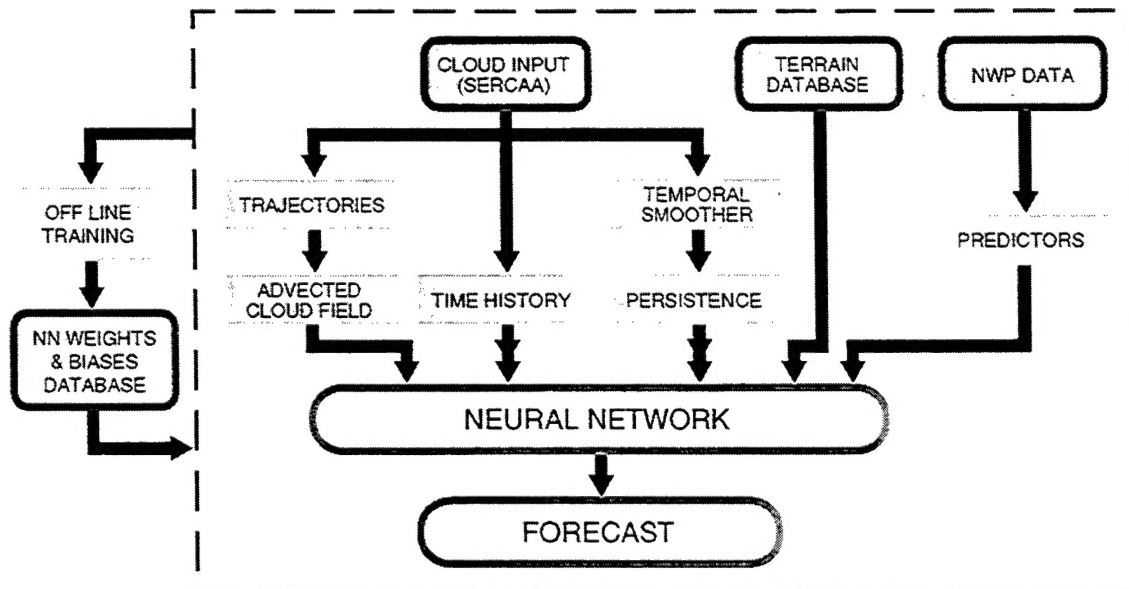 CLOUD INPUT
(SERCAA)
TERRAIN
DATABASE
NWP DATA
OFF LINE
TRAINING
TRAJECTORIES
TEMPORAL
SMOOTHER
PREDICTORS
ADVECTED
CLOUD FIELD
TIME HISTORY
PERSISTENCE
NN WEIGHTS
& BIASES
DATABASE
NEURAL NETWORK
FORECAST